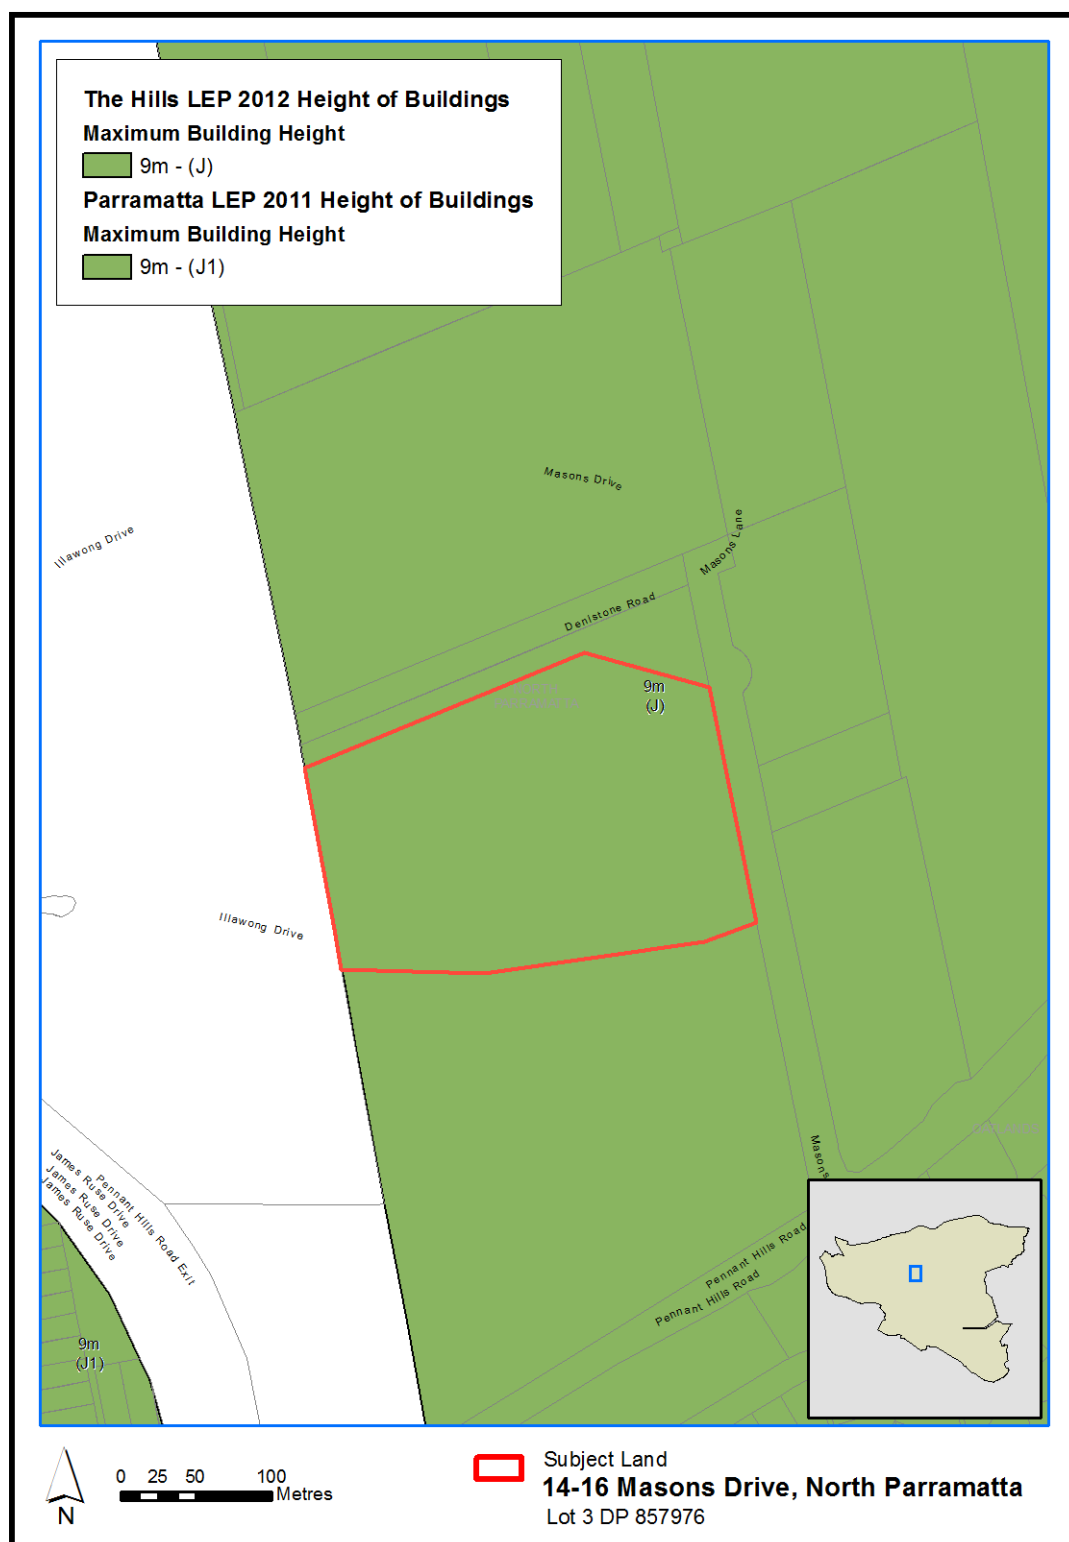 The Hills LEP 2012 Height of Buildings
Maximum Building Height
9m - (J)
Parramatta LEP 2011 Height of Buildings
Maximum Building Height
9m - (J1)
Masons Drive
Masons Lane
Illawong Drive
Denistone Road
9m
(J)
Illawong Drive
Masons
James Ruse Drive
James Ruse Drive
James Ruse Drive
Pennant Hills Road Exit
Pennant Hills Road
Pennant Hills Road
9m
(J1)
N
0 25 50 100
Metres
Subject Land
14-16 Masons Drive, North Parramatta
Lot 3 DP 857976